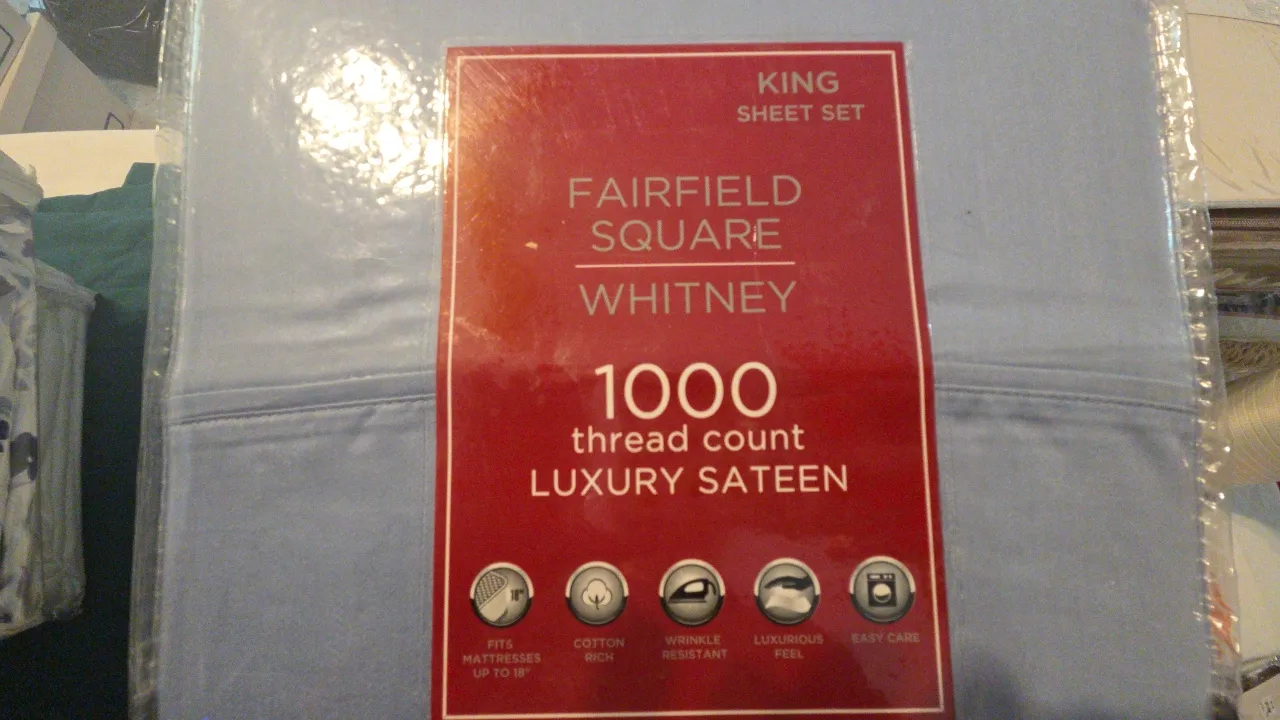 KING
SHEET SET
FAIRFIELD
SQUARE
WHITNEY
1000
thread count
LUXURY SATEEN
18"
FITS
MATTRESSES
UP TO 18"
COTTON
RICH
WRINKLE
RESISTANT
LUXURIOUS
FEEL
EASY CARE